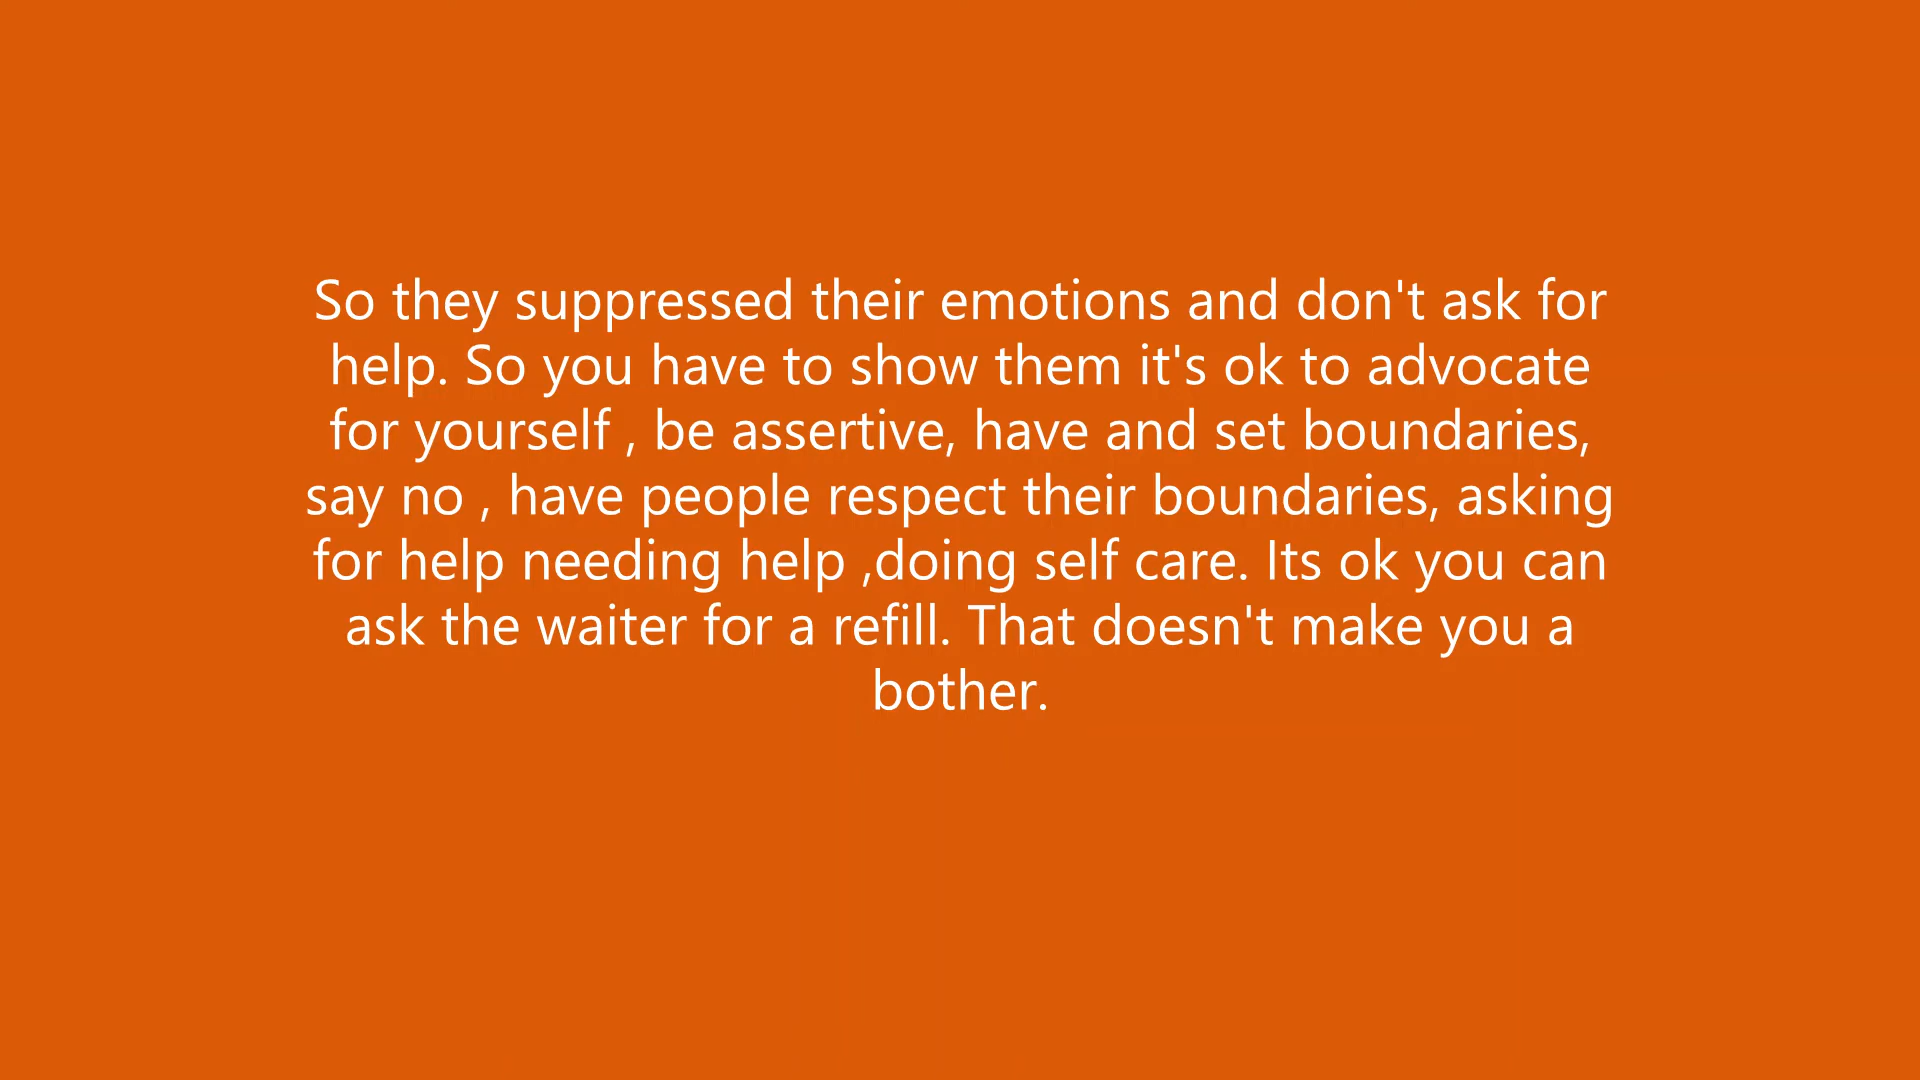 So they suppressed their emotions and don't ask for
help. So you have to show them it's ok to advocate
for yourself , be assertive, have and set boundaries,
say no , have people respect their boundaries, asking
for help needing help ,doing self care. Its ok you can
ask the waiter for a refill. That doesn't make you a
bother.